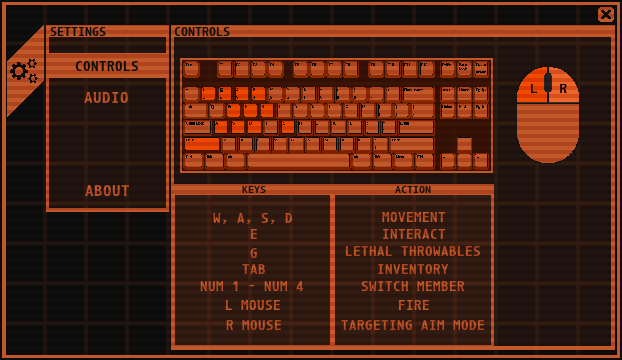 SETTINGS
CONTROLS
AUDIO
ABOUT
CONTROLS
L R
KEYS ACTION
W, A, S, D MOVEMENT
E INTERACT
G LETHAL THROWABLES
TAB INVENTORY
NUM 1 - NUM 4 SWITCH MEMBER
L MOUSE FIRE
R MOUSE TARGETING AIM MODE